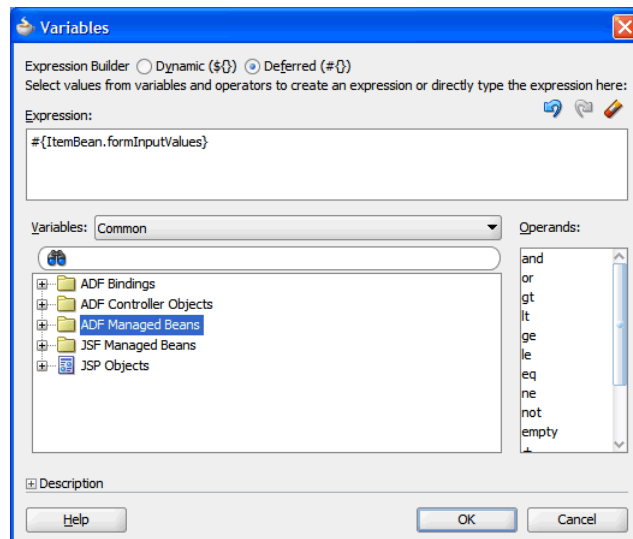 Variables
Expression Builder Dynamic (${}) Deferred (#{})
Select values from variables and operators to create an expression or directly type the expression here:
Expression:
#{ItemBean.formInputValues}
Variables: Common
Operands:
ADF Bindings
ADF Controller Objects
ADF Managed Beans
JSF Managed Beans
JSP Objects
and
or
gt
lt
ge
le
eq
ne
not
empty
+
Description
Help OK Cancel